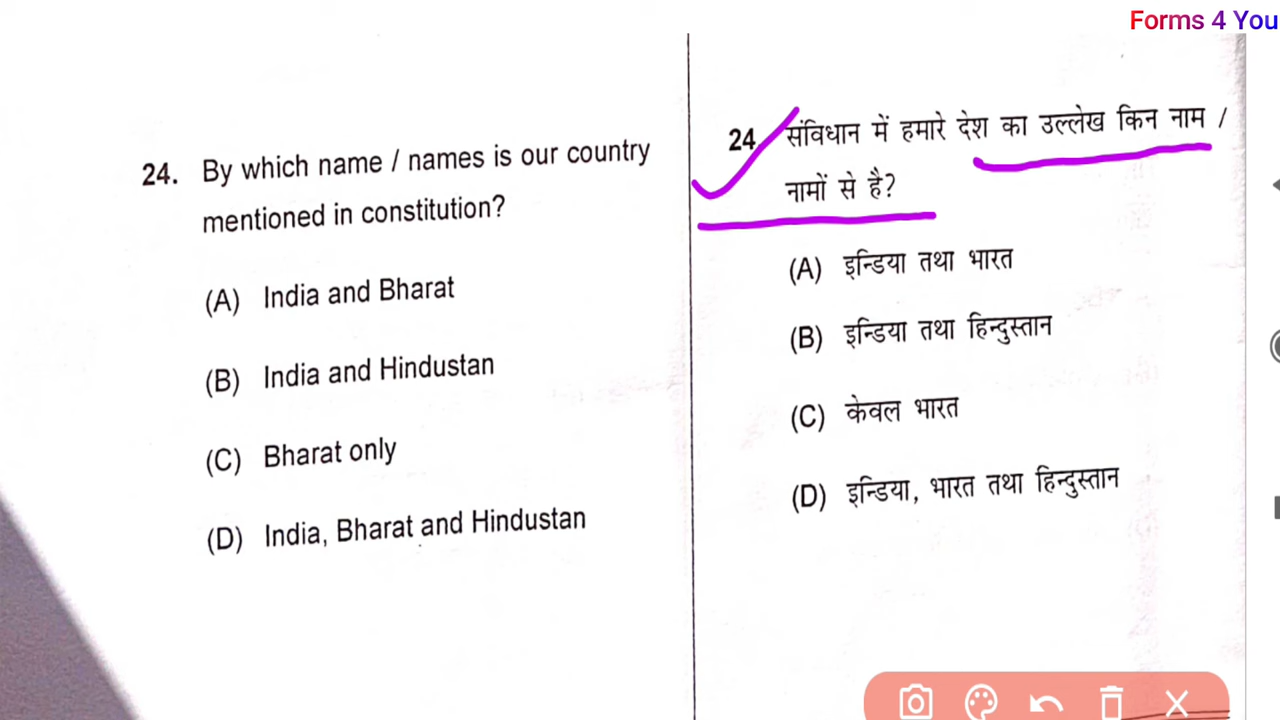 Forms 4 You
24. By which name / names is our country
mentioned in constitution?
(A) India and Bharat
(B) India and Hindustan
(C) Bharat only
(D) India, Bharat and Hindustan
24. संविधान में हमारे देश का उल्लेख किन नाम /
नामों से है?
(A) इन्डिया तथा भारत
(B) इन्डिया तथा हिन्दुस्तान
(C) केवल भारत
(D) इन्डिया, भारत तथा हिन्दुस्तान